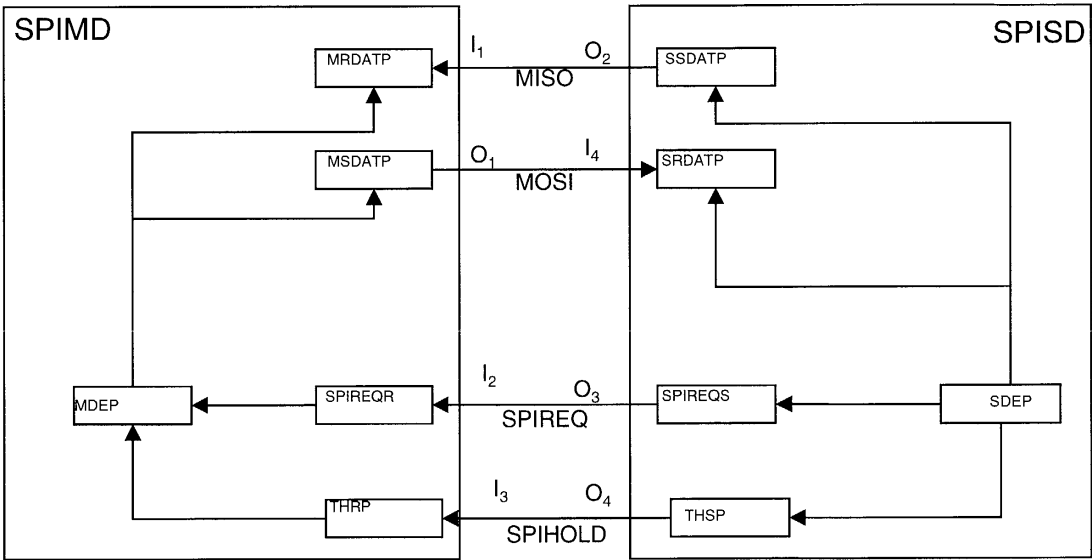 SPIMD
SPISD
MRDATP
I₁
MISO
O₂
SSDATP
MSDATP
O₁
MOSI
I₄
SRDATP
MDEP
SPIREQR
I₂
SPIREQ
O₃
SPIREQS
SDEP
THRP
I₃
SPIHOLD
O₄
THSP